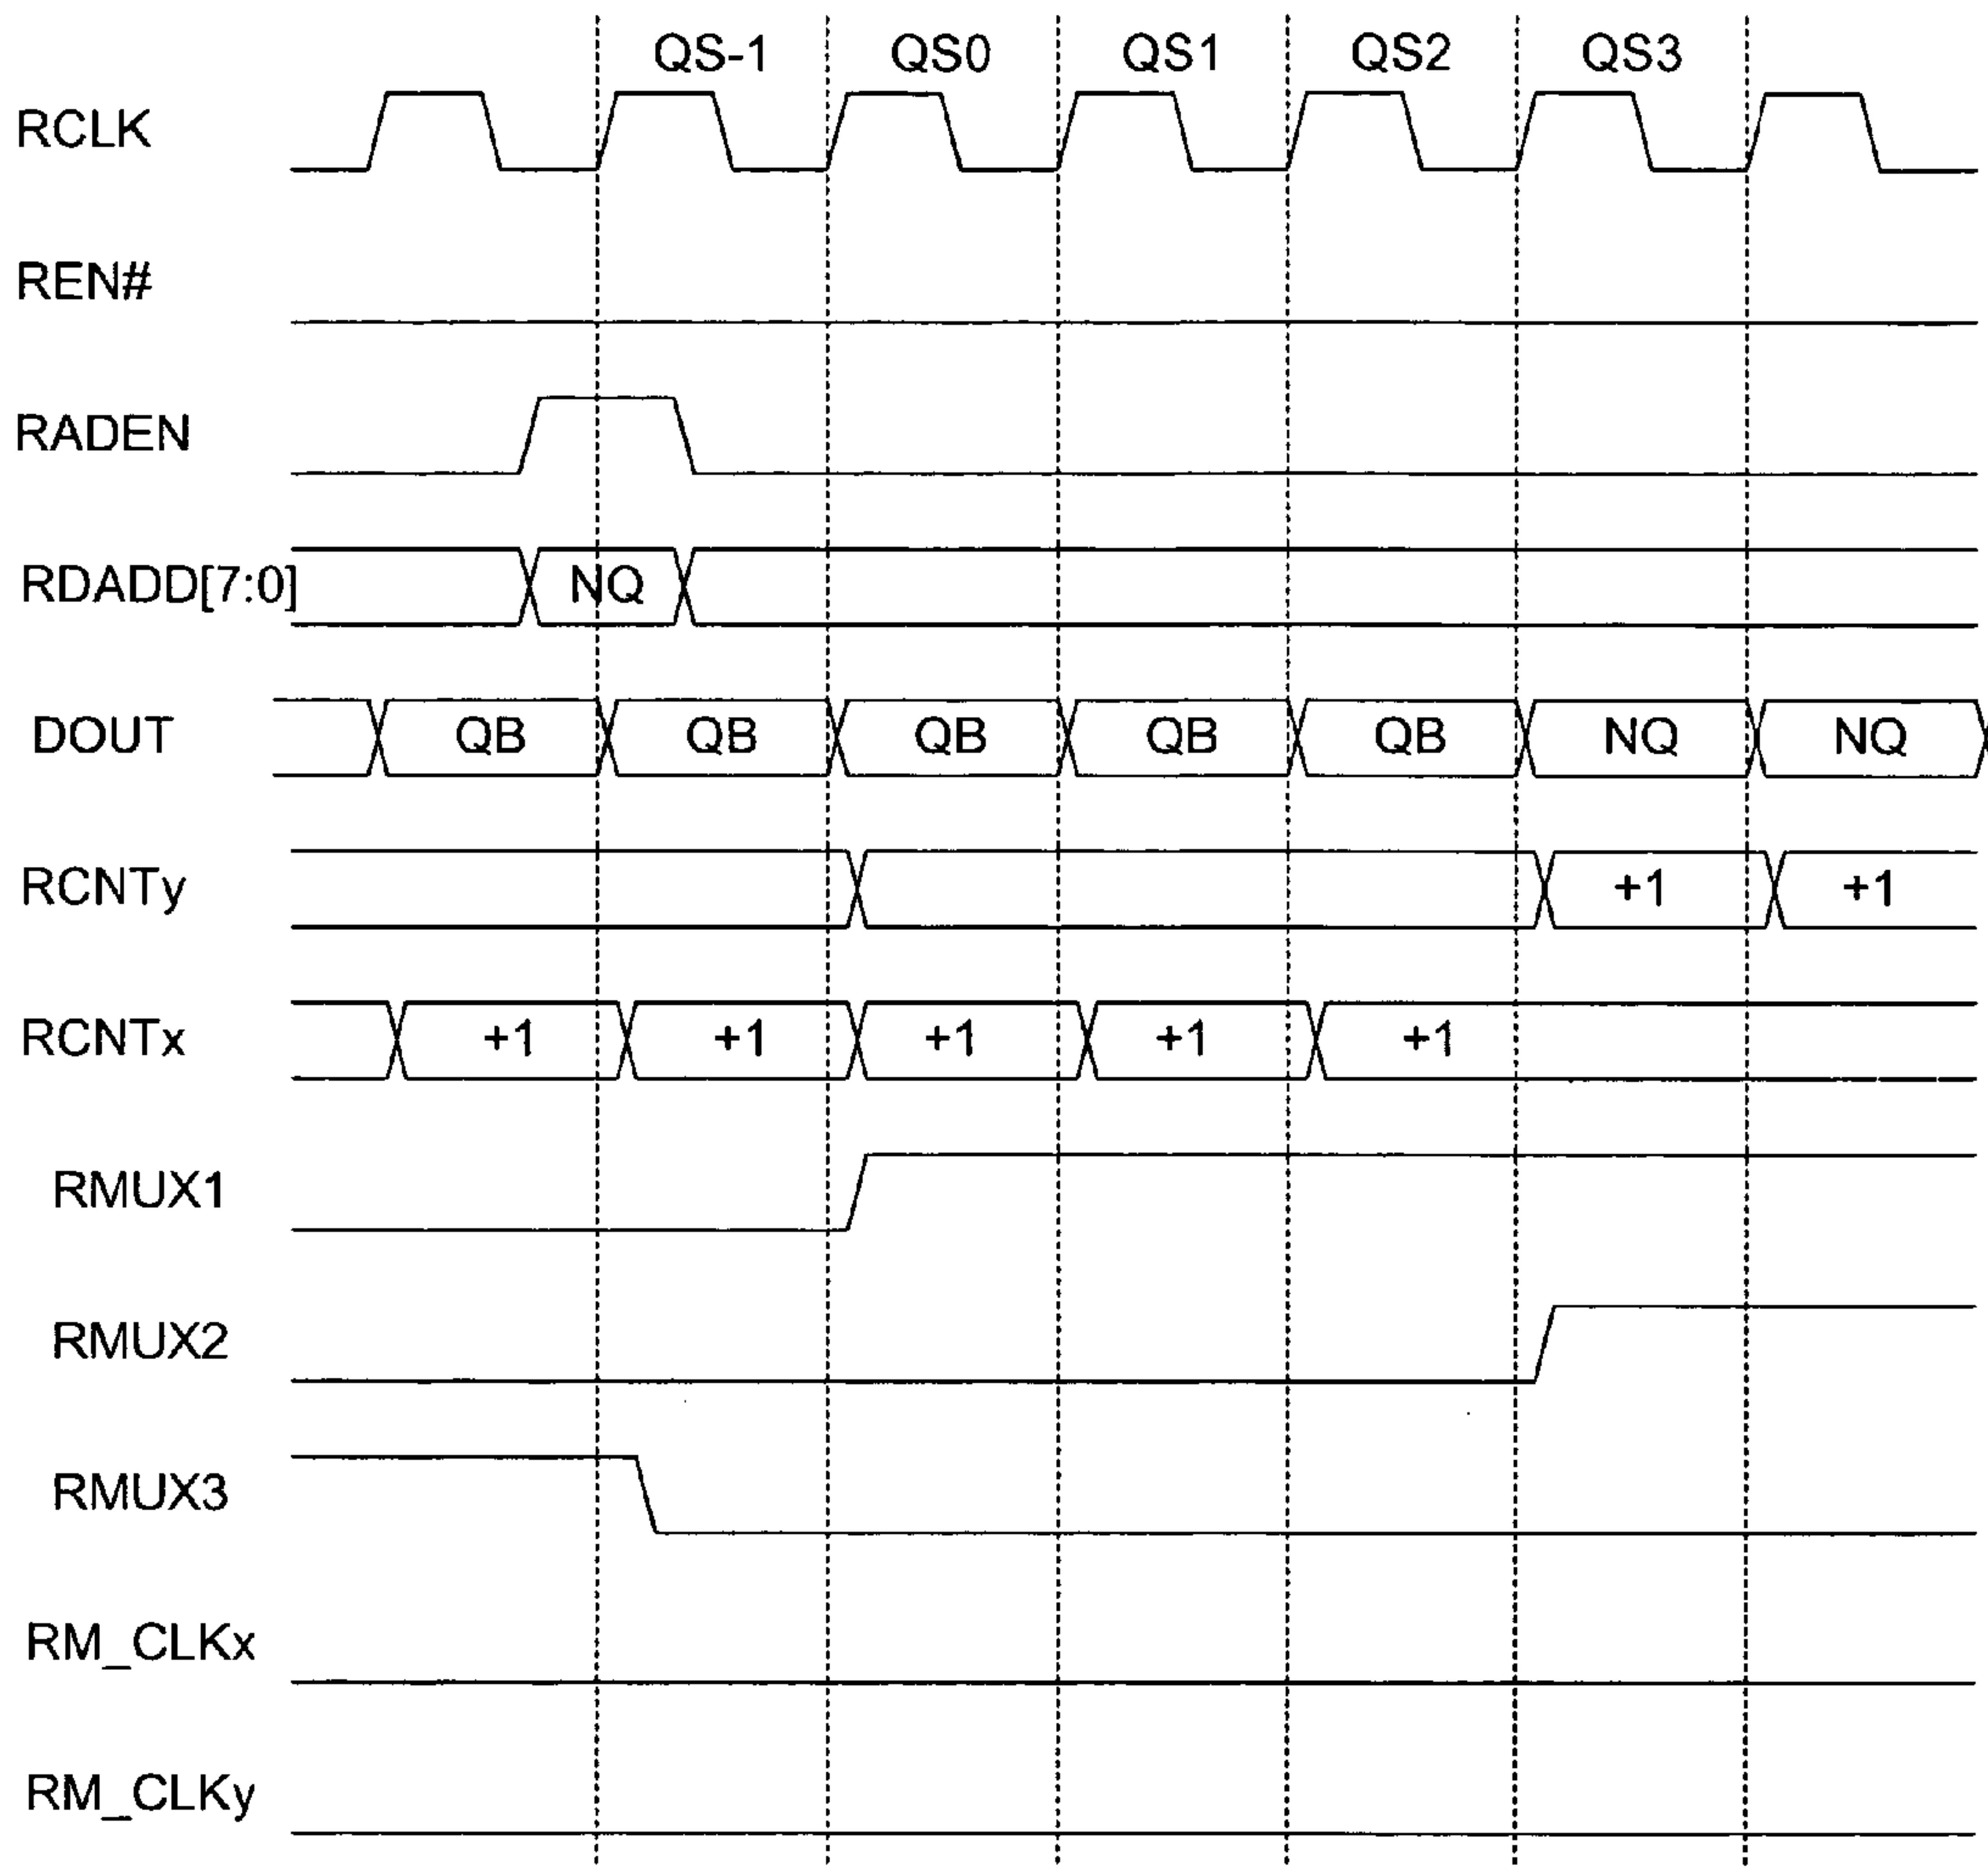 QS-1 QS0 QS1 QS2 QS3
RCLK
REN#
RADEN
RDADD[7:0] NQ
DOUT QB QB QB QB QB NQ NQ
RCNTy +1 +1
RCNTx +1 +1 +1 +1 +1
RMUX1
RMUX2
RMUX3
RM_CLKx
RM_CLKy